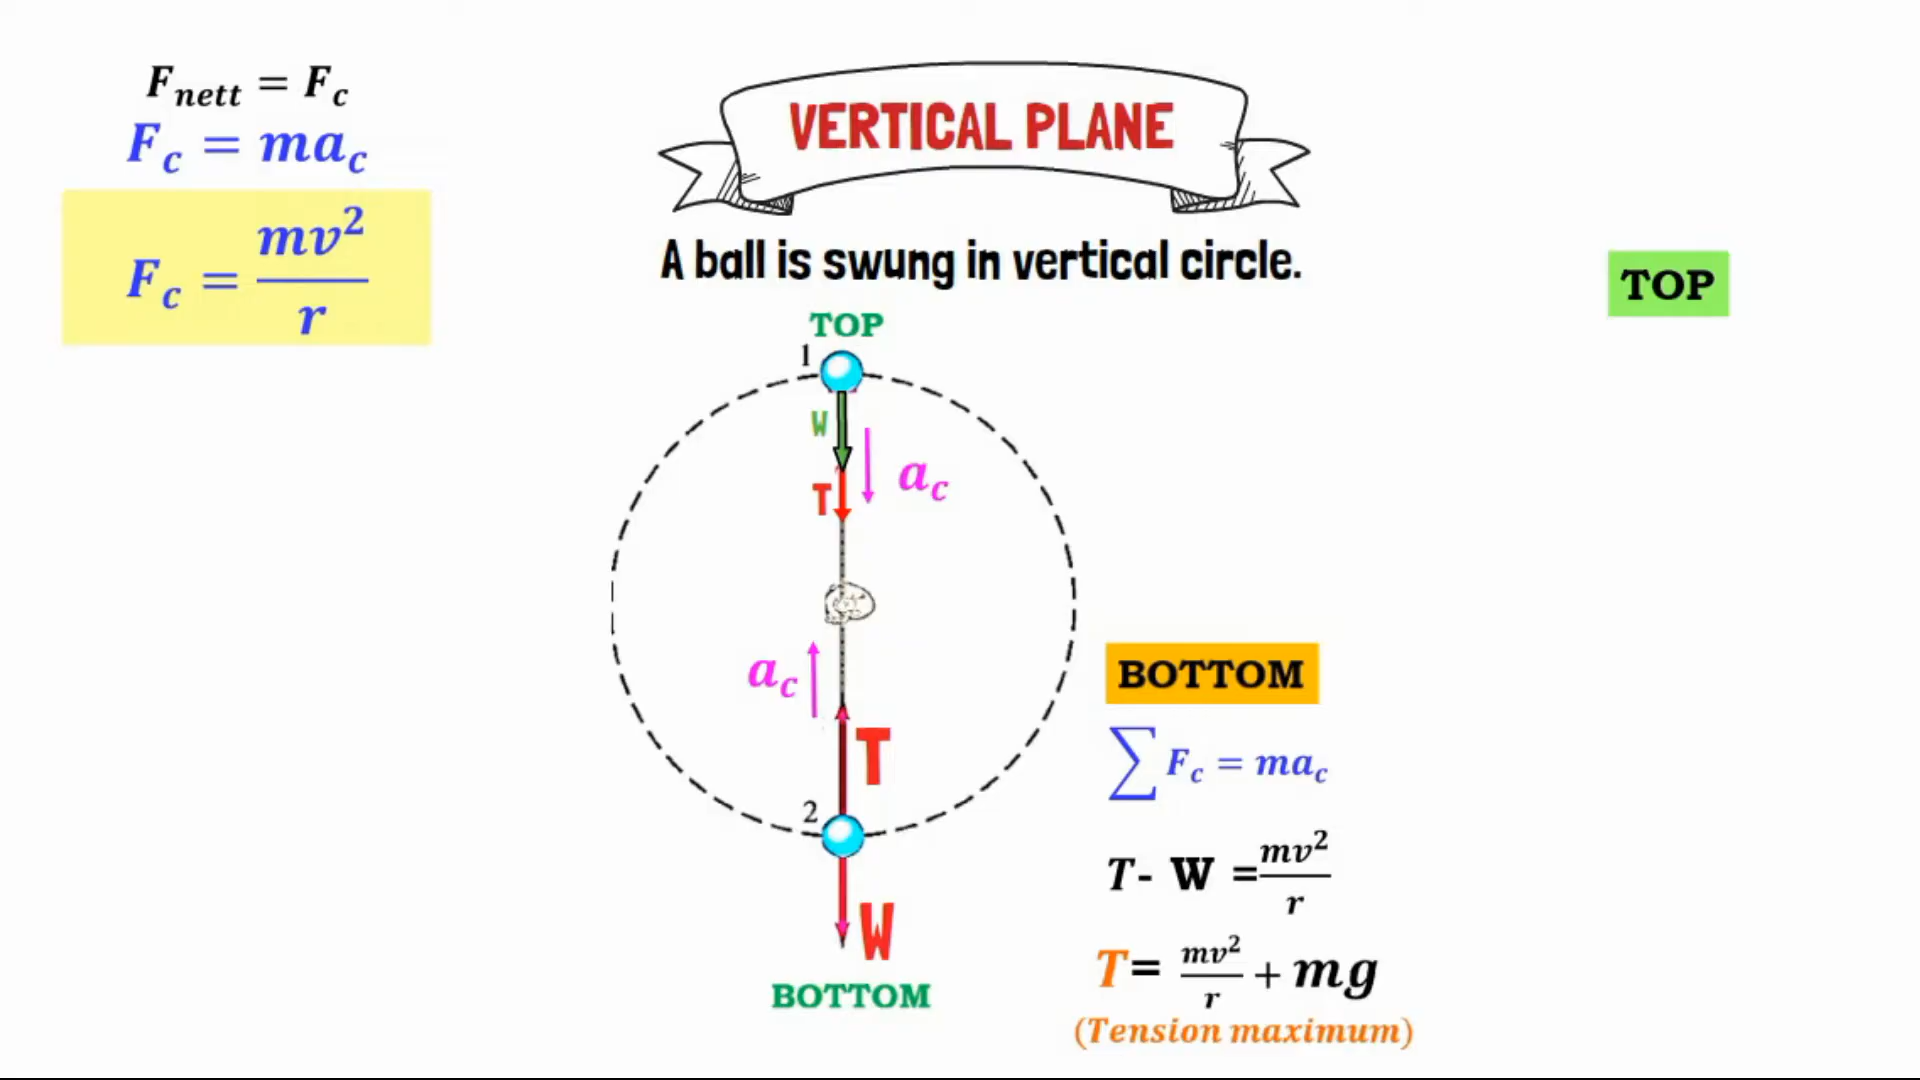 F_nett = F_c
F_c = ma_c
F_c = mv²/r
VERTICAL PLANE
A ball is swung in vertical circle.
TOP
TOP
1
W
T
a_c
a_c
T
2
W
BOTTOM
BOTTOM
∑ F_c = ma_c
T- W = mv²/r
T= mv²/r + mg
(Tension maximum)